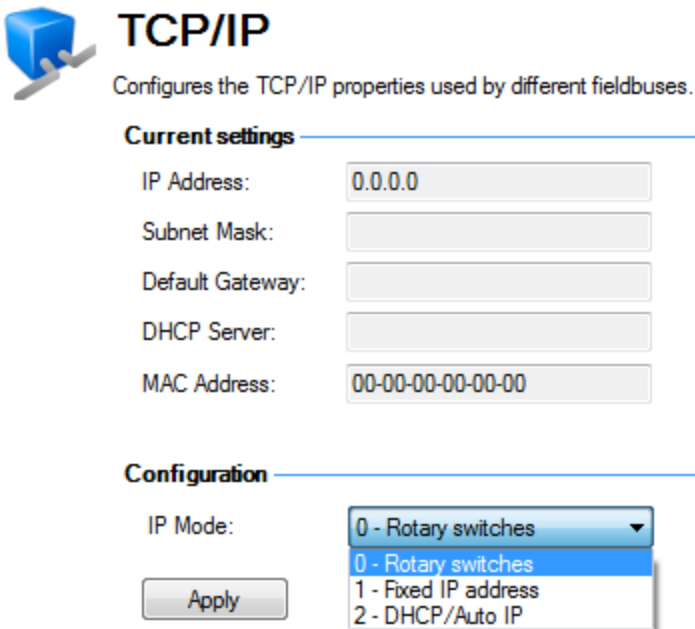 TCP/IP
Configures the TCP/IP properties used by different fieldbuses.
Current settings
IP Address: 0.0.0.0
Subnet Mask:
Default Gateway:
DHCP Server:
MAC Address: 00-00-00-00-00-00
Configuration
IP Mode: 0 - Rotary switches
0 - Rotary switches
1 - Fixed IP address
2 - DHCP/Auto IP
Apply